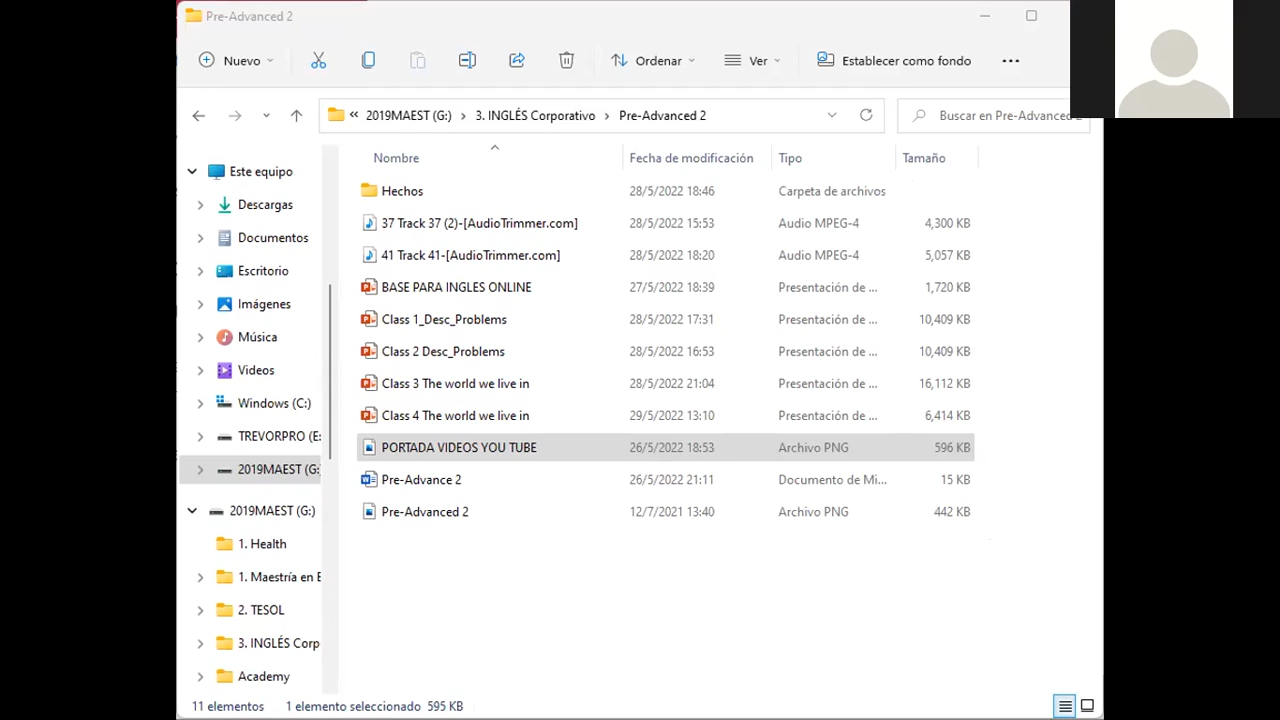 Pre-Advanced 2
Nuevo
Ordenar
Ver
Establecer como fondo
2019MAEST (G:) › 3. INGLÉS Corporativo › Pre-Advanced 2
Buscar en Pre-Advanced 2
Nombre Fecha de modificación Tipo Tamaño
Hechos 28/5/2022 18:46 Carpeta de archivos
37 Track 37 (2)-[AudioTrimmer.com] 28/5/2022 15:53 Audio MPEG-4 4,300 KB
41 Track 41-[AudioTrimmer.com] 28/5/2022 18:20 Audio MPEG-4 5,057 KB
BASE PARA INGLES ONLINE 27/5/2022 18:39 Presentación de ... 1,720 KB
Class 1_Desc_Problems 28/5/2022 17:31 Presentación de ... 10,409 KB
Class 2 Desc_Problems 28/5/2022 16:53 Presentación de ... 10,409 KB
Class 3 The world we live in 28/5/2022 21:04 Presentación de ... 16,112 KB
Class 4 The world we live in 29/5/2022 13:10 Presentación de ... 6,414 KB
PORTADA VIDEOS YOU TUBE 26/5/2022 18:53 Archivo PNG 596 KB
Pre-Advance 2 26/5/2022 21:11 Documento de Mi... 15 KB
Pre-Advanced 2 12/7/2021 13:40 Archivo PNG 442 KB
Este equipo
Descargas
Documentos
Escritorio
Imágenes
Música
Videos
Windows (C:)
TREVORPRO (E:
2019MAEST (G:
2019MAEST (G:)
1. Health
1. Maestría en E
2. TESOL
3. INGLÉS Corp
Academy
11 elementos 1 elemento seleccionado 595 KB